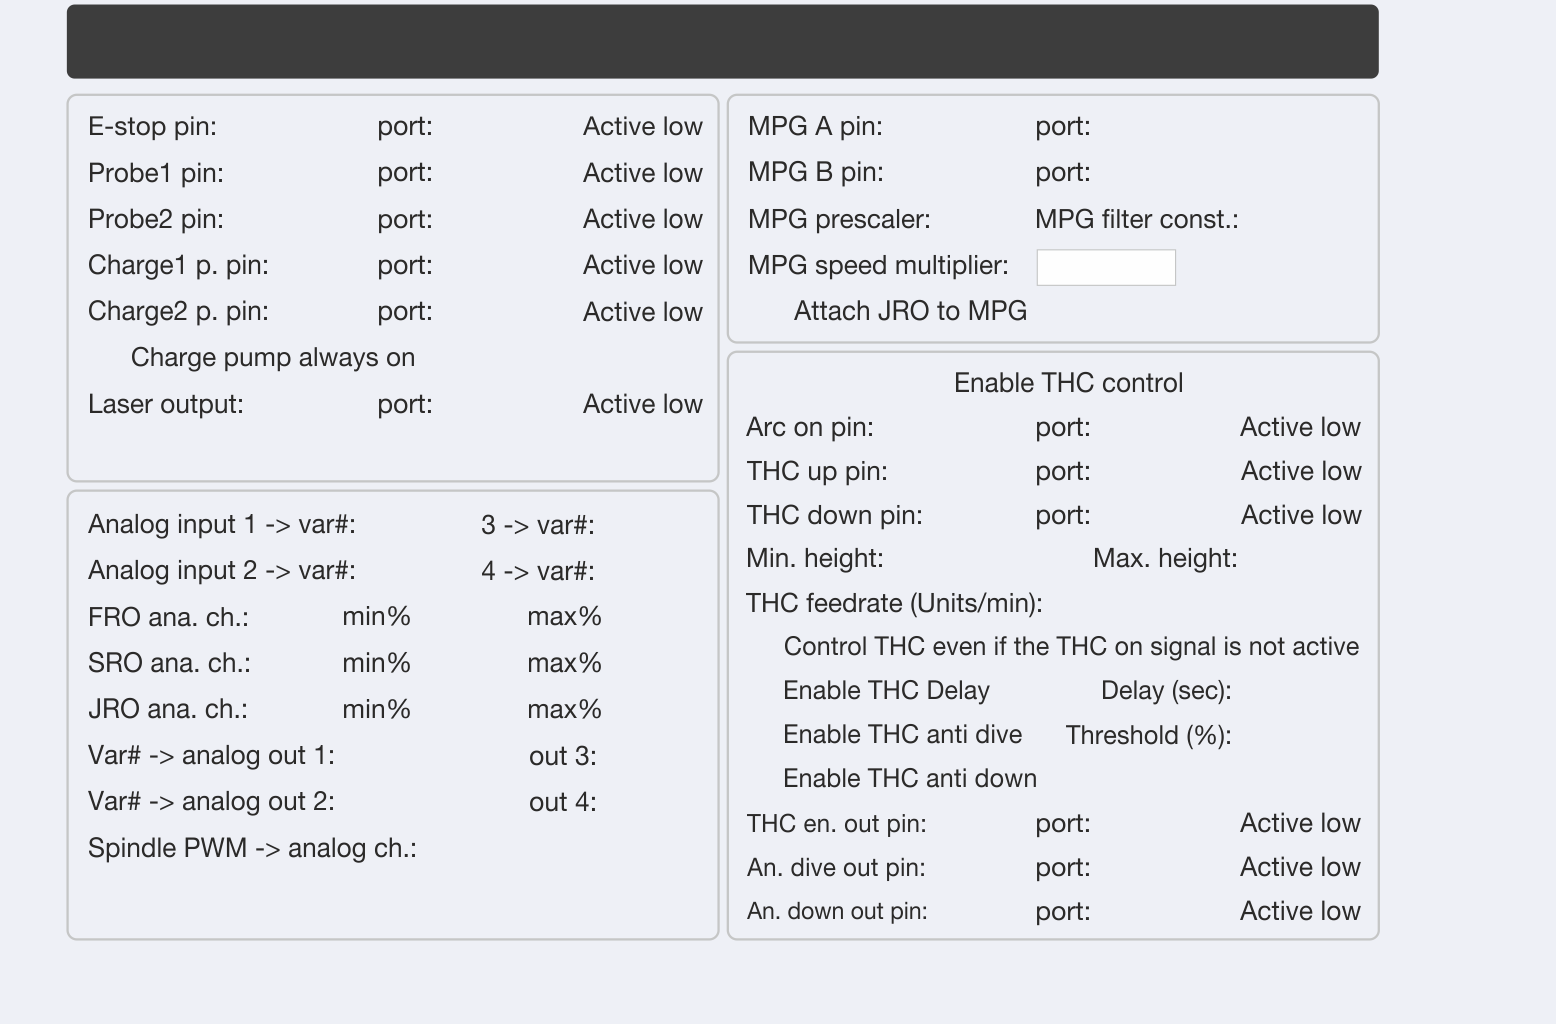 E-stop pin: port: Active low
Probe1 pin: port: Active low
Probe2 pin: port: Active low
Charge1 p. pin: port: Active low
Charge2 p. pin: port: Active low
Charge pump always on
Laser output: port: Active low
Analog input 1 -> var#: 3 -> var#:
Analog input 2 -> var#: 4 -> var#:
FRO ana. ch.: min% max%
SRO ana. ch.: min% max%
JRO ana. ch.: min% max%
Var# -> analog out 1: out 3:
Var# -> analog out 2: out 4:
Spindle PWM -> analog ch.:
MPG A pin: port:
MPG B pin: port:
MPG prescaler: MPG filter const.:
MPG speed multiplier:
Attach JRO to MPG
Enable THC control
Arc on pin: port: Active low
THC up pin: port: Active low
THC down pin: port: Active low
Min. height: Max. height:
THC feedrate (Units/min):
Control THC even if the THC on signal is not active
Enable THC Delay Delay (sec):
Enable THC anti dive Threshold (%):
Enable THC anti down
THC en. out pin: port: Active low
An. dive out pin: port: Active low
An. down out pin: port: Active low